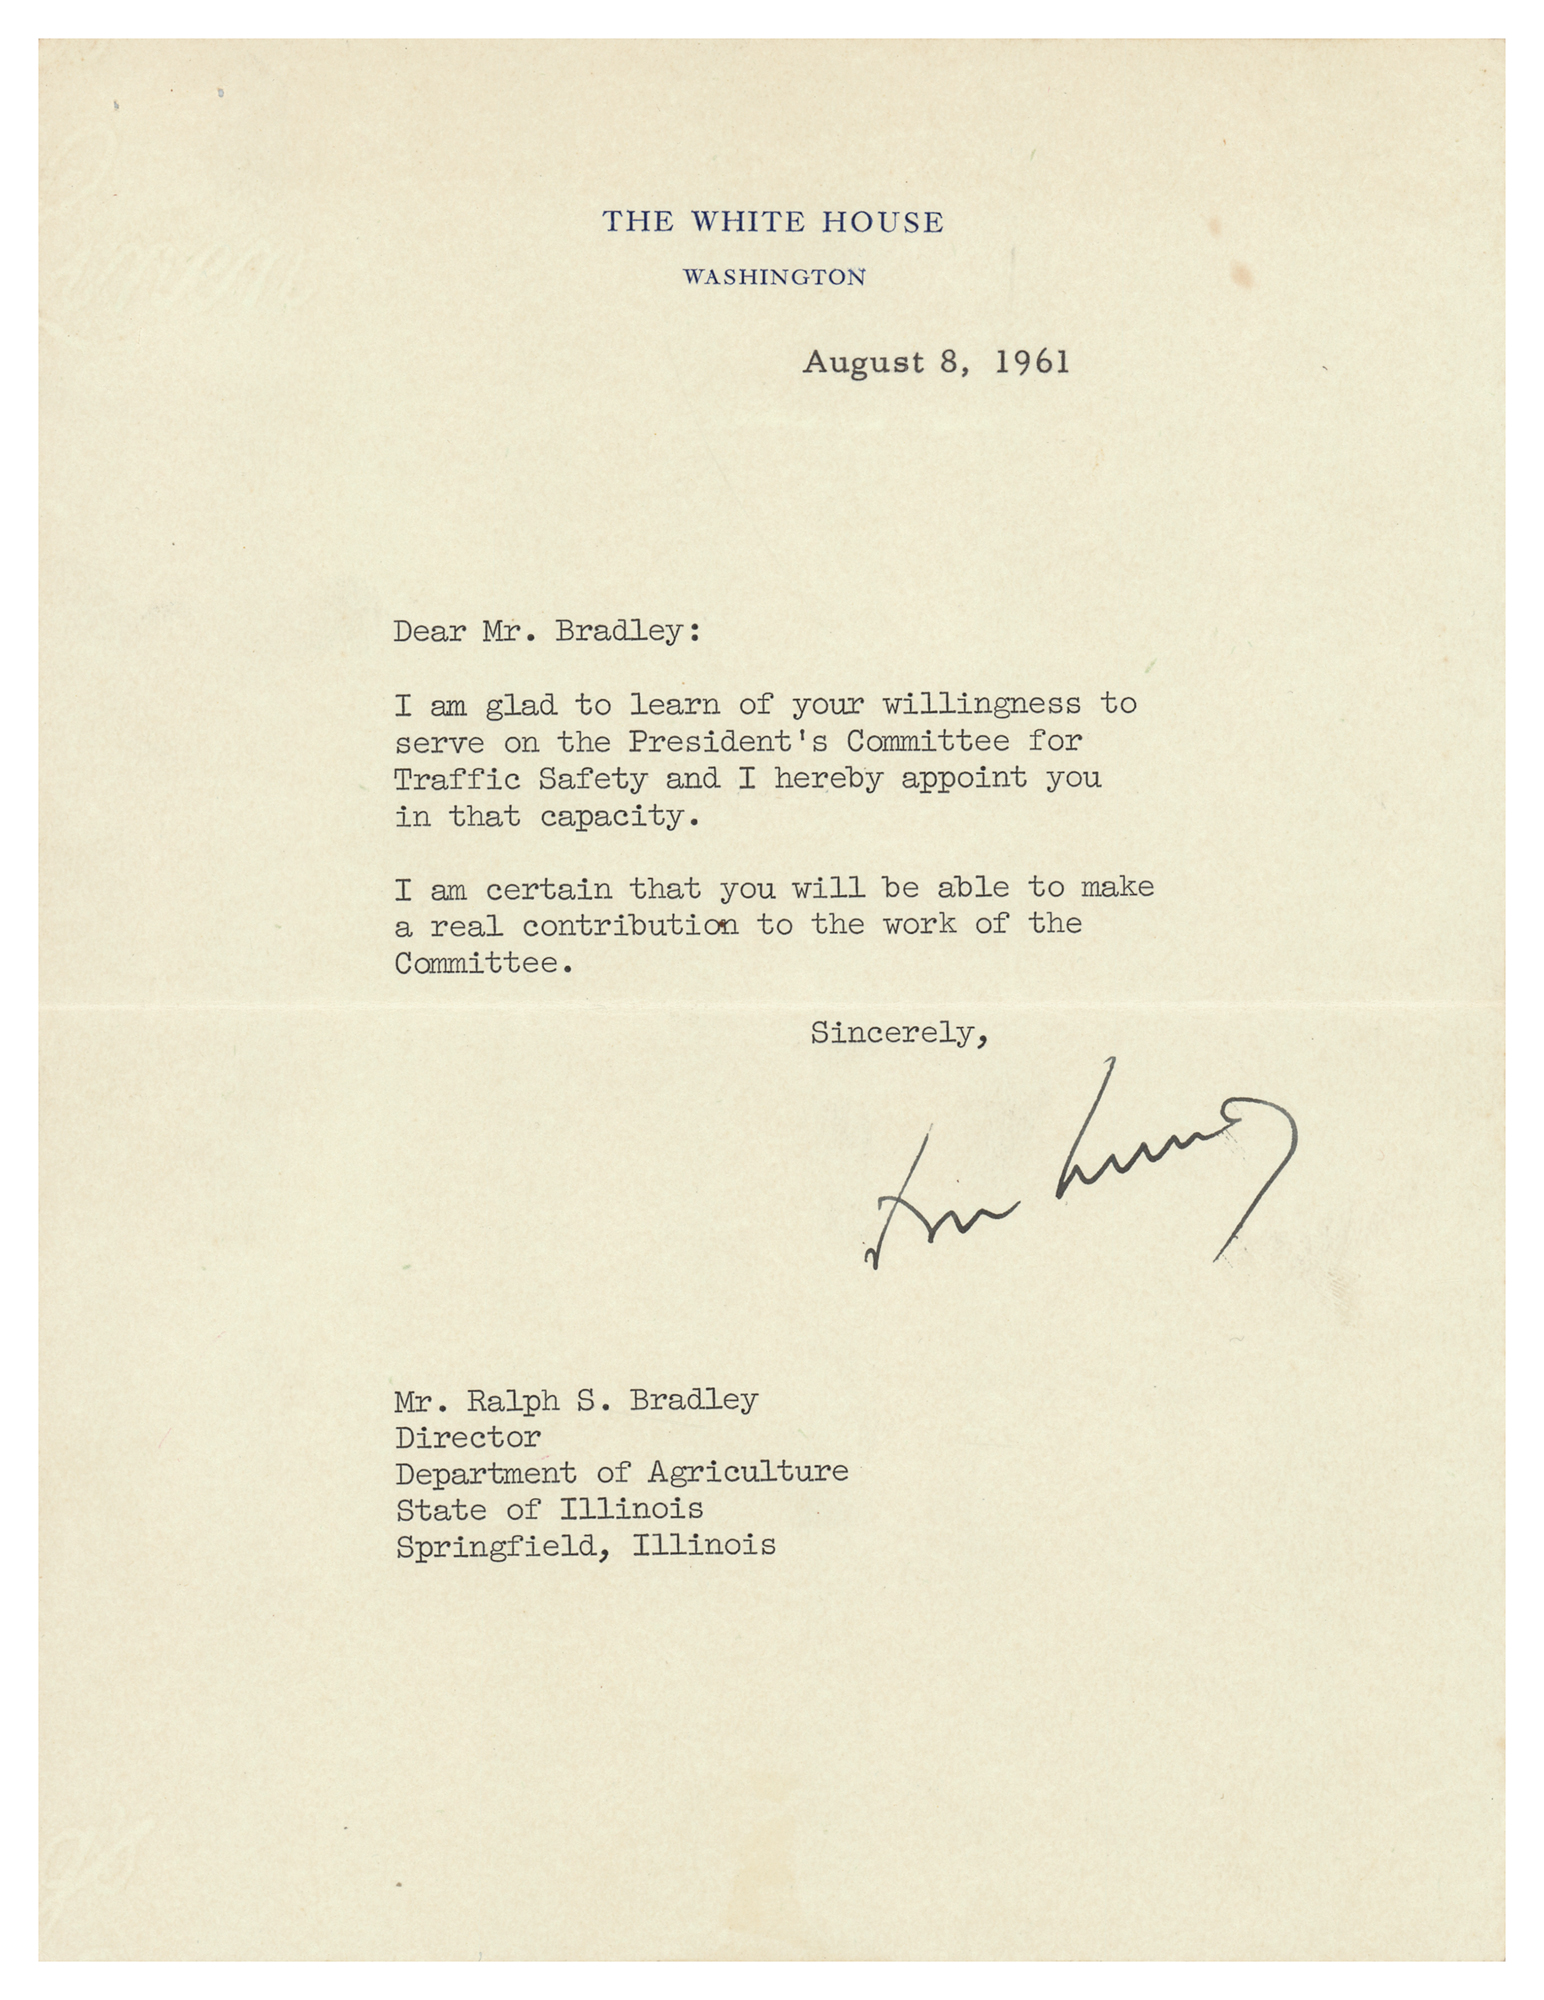 THE WHITE HOUSE
WASHINGTON
August 8, 1961
Dear Mr. Bradley:
I am glad to learn of your willingness to
serve on the President's Committee for
Traffic Safety and I hereby appoint you
in that capacity.
I am certain that you will be able to make
a real contribution to the work of the
Committee.
Sincerely,
Mr. Ralph S. Bradley
Director
Department of Agriculture
State of Illinois
Springfield, Illinois